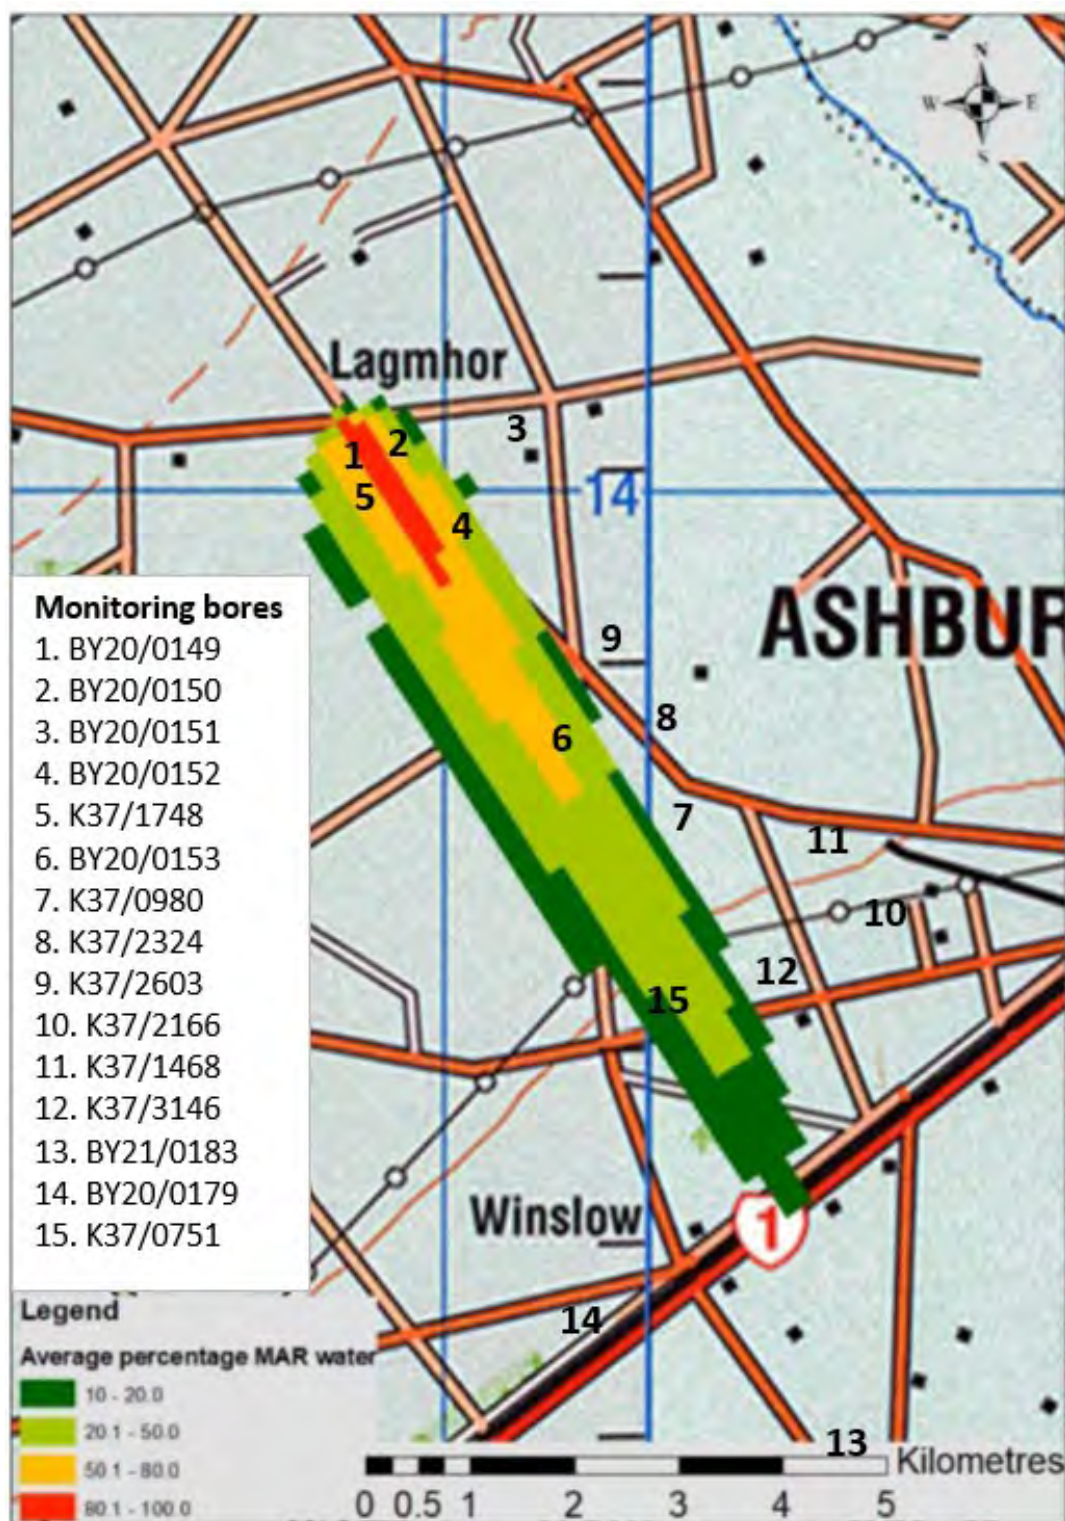 N
W E
S
Lagmhor
1
2
3
14
5
4
ASHBUR
9
8
6
7
11
10
12
15
Monitoring bores
1. BY20/0149
2. BY20/0150
3. BY20/0151
4. BY20/0152
5. K37/1748
6. BY20/0153
7. K37/0980
8. K37/2324
9. K37/2603
10. K37/2166
11. K37/1468
12. K37/3146
13. BY21/0183
14. BY20/0179
15. K37/0751
Winslow
1
14
13
Legend
Average percentage MAR water
10 - 20.0
20.1 - 50.0
50.1 - 80.0
80.1 - 100.0
Kilometres
0 0.5 1 2 3 4 5